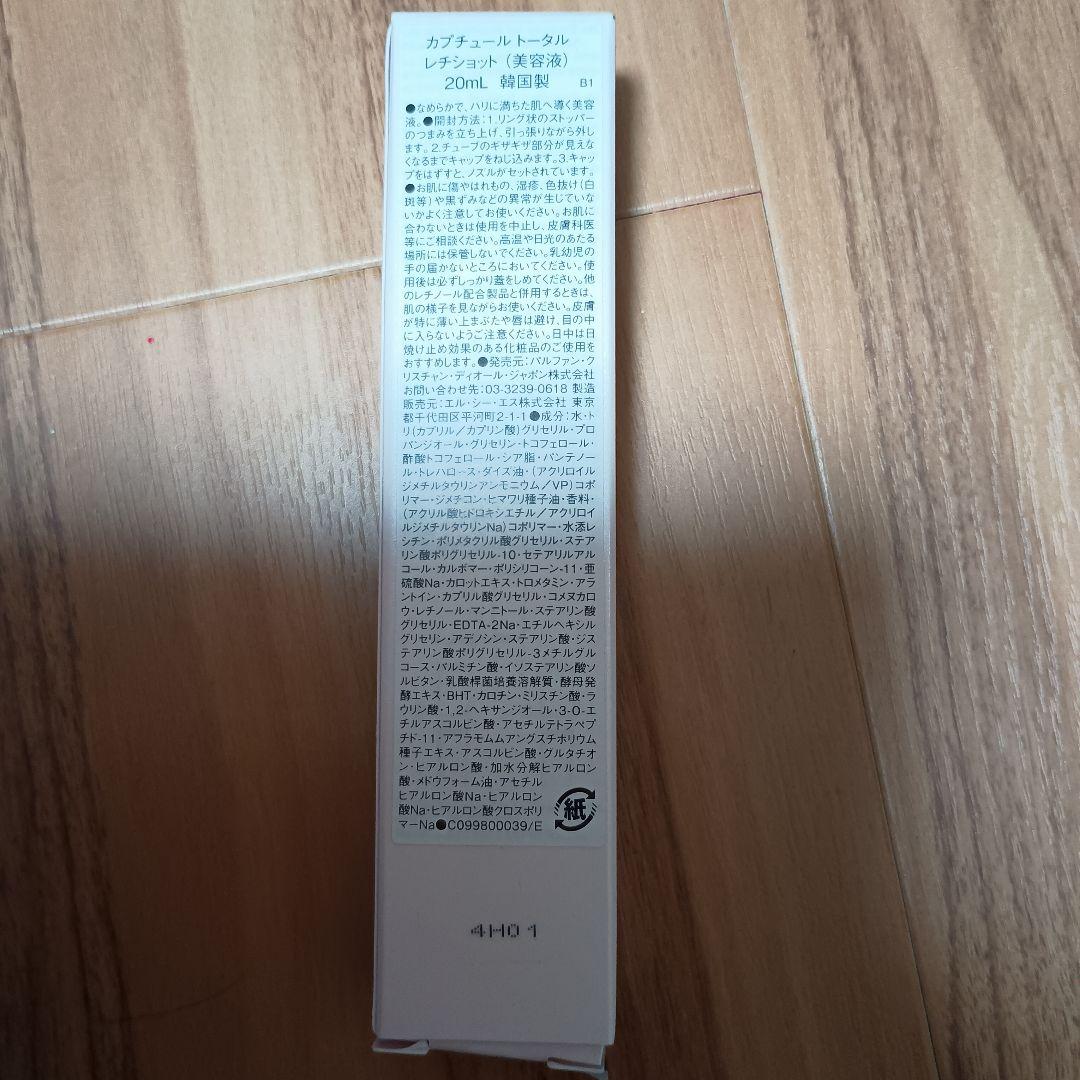 カプチュール トータル
レチショット（美容液）
20mL 韓国製 B1
●なめらかで、ハリに満ちた肌へ導く美容
液。●開封方法：1.リング状のストッパー
のつまみを立ち上げ、引っ張りながら外し
ます。2.チューブのギザギザ部分が見えな
くなるまでキャップをねじ込みます。3.キャッ
プをはずすと、ノズルがセットされています。
●お肌に傷やはれもの、湿疹、色抜け（白
斑等）や黒ずみなどの異常が生じていな
いかよく注意してお使いください。お肌に
合わないときは使用を中止し、皮膚科医
等にご相談ください。高温や日光のあたる
場所には保管しないでください。乳幼児の
手の届かないところにおいてください。使
用後は必ずしっかり蓋をしめてください。他
のレチノール配合製品と併用するときは、
肌の様子を見ながらお使いください。皮膚
が特に薄い上まぶたや唇は避け、目の中
に入らないようご注意ください。日中は日
焼け止め効果のある化粧品のご使用を
おすすめします。●発売元：パルファン・ク
リスチャン・ディオール・ジャポン株式会社
お問い合わせ先：03-3239-0618 製造
販売元：エル・シー・エス株式会社 東京
都千代田区平河町2-1-1●成分：水・ト
リ(カプリル／カプリン酸)グリセリル・プロ
パンジオール・グリセリン・トコフェロール・
酢酸トコフェロール・シア脂・パンテノー
ル・トレハロース・ダイズ油・(アクリロイル
ジメチルタウリンアンモニウム／VP)コポ
リマー・ジメチコン・ヒマワリ種子油・香料・
(アクリル酸ヒドロキシエチル／アクリロイ
ルジメチルタウリンNa)コポリマー・水添レ
シチン・ポリメタクリル酸グリセリル・ステア
リン酸ポリグリセリル-10・セテアリルアル
コール・カルボマー・ポリシリコーン-11・亜
硫酸Na・カロットエキス・トロメタミン・アラ
ントイン・カプリル酸グリセリル・コメヌカロ
ウ・レチノール・マンニトール・ステアリン酸
グリセリル・EDTA-2Na・エチルヘキシル
グリセリン・アデノシン・ステアリン酸・ジス
テアリン酸ポリグリセリル-3メチルグル
コース・パルミチン酸・イソステアリン酸ソ
ルビタン・乳酸桿菌培養溶解質・酵母発
酵エキス・BHT・カロチン・ミリスチン酸・ラ
ウリン酸・1,2-ヘキサンジオール・3-O-エ
チルアスコルビン酸・アセチルテトラペプ
チド-11・アフラモムムアングスチホリウム
種子エキス・アスコルビン酸・グルタチオ
ン・ヒアルロン酸・加水分解ヒアルロン
酸・メドウフォーム油・アセチル
ヒアルロン酸Na・ヒアルロン
酸Na・ヒアルロン酸クロスポリ
マーNa●C099800039/E
紙
4H01